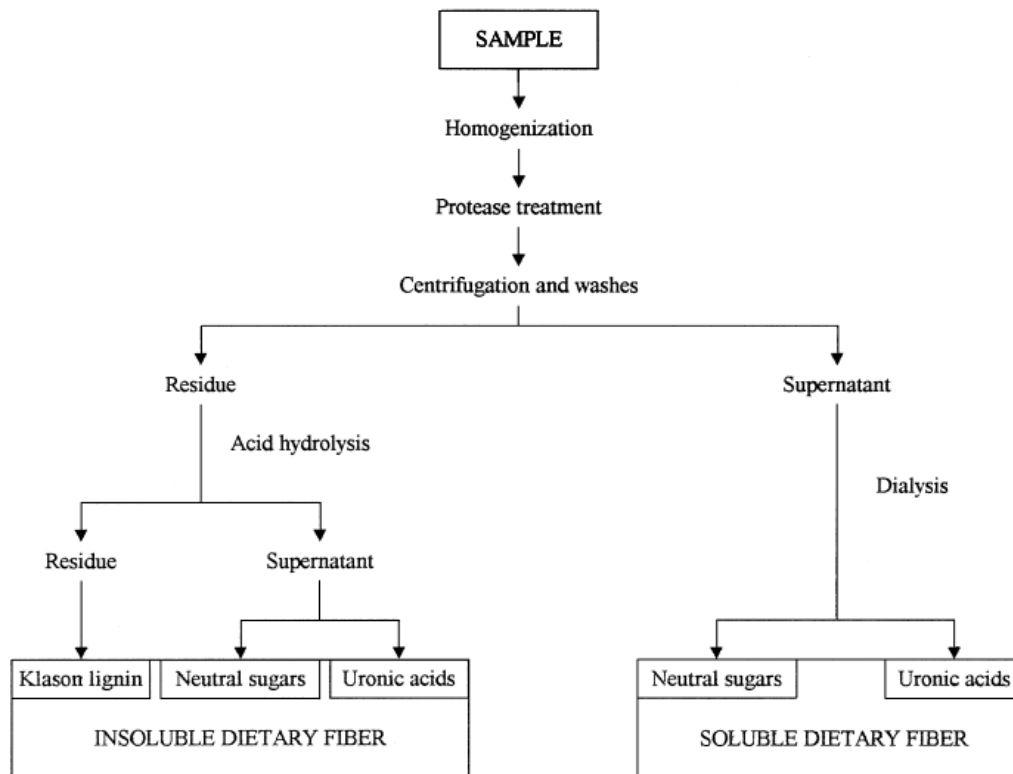 SAMPLE
Homogenization
Protease treatment
Centrifugation and washes
Residue
Supernatant
Acid hydrolysis
Dialysis
Residue
Supernatant
Klason lignin
Neutral sugars
Uronic acids
Neutral sugars
Uronic acids
INSOLUBLE DIETARY FIBER
SOLUBLE DIETARY FIBER